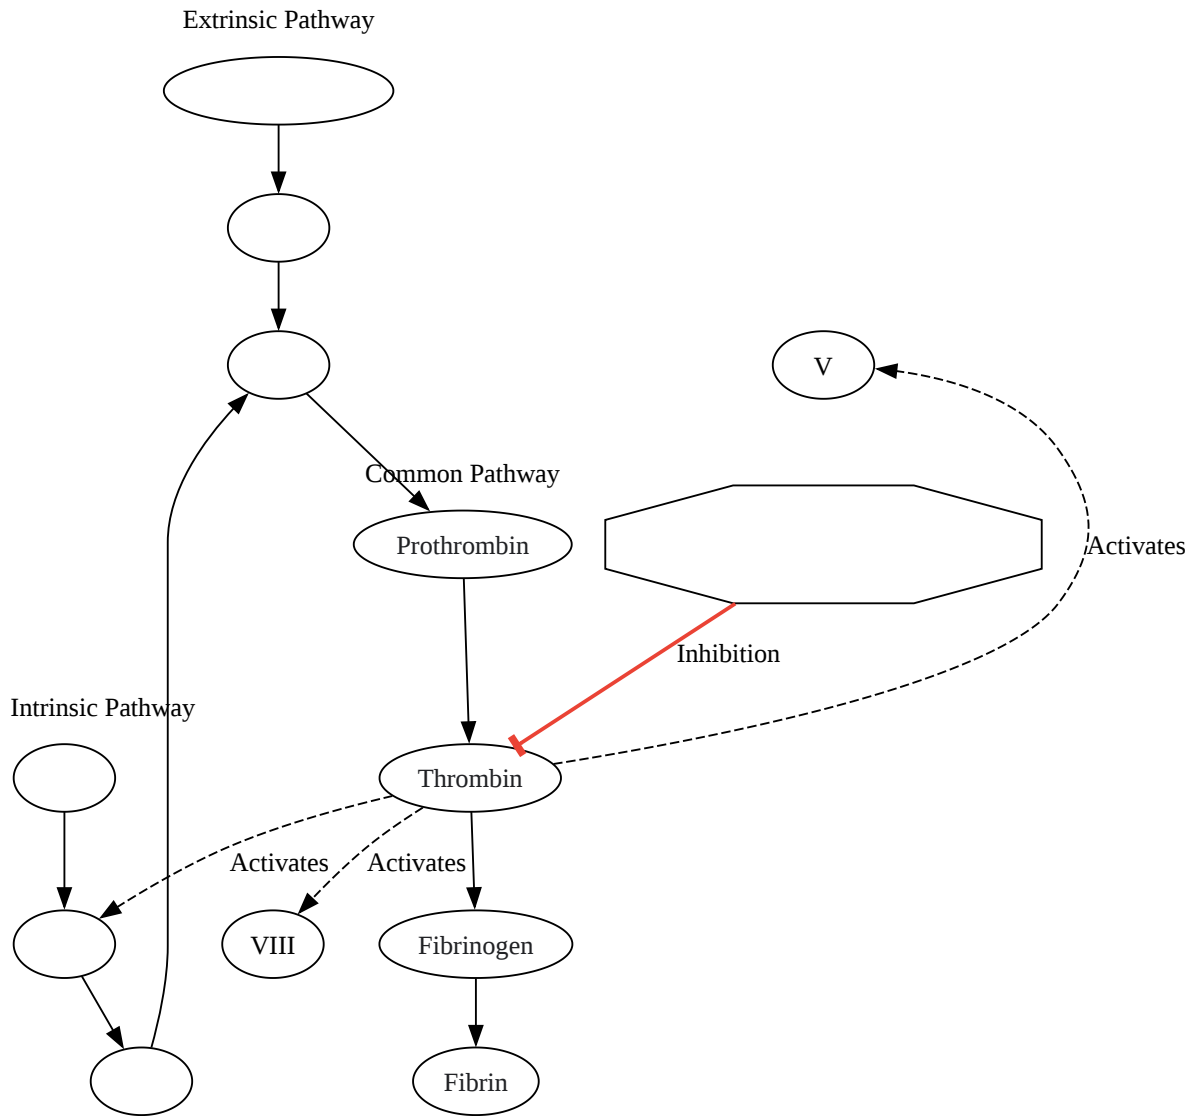 Extrinsic Pathway
V
Common Pathway
Prothrombin
Activates
Inhibition
Intrinsic Pathway
Thrombin
Activates
Activates
VIII
Fibrinogen
Fibrin